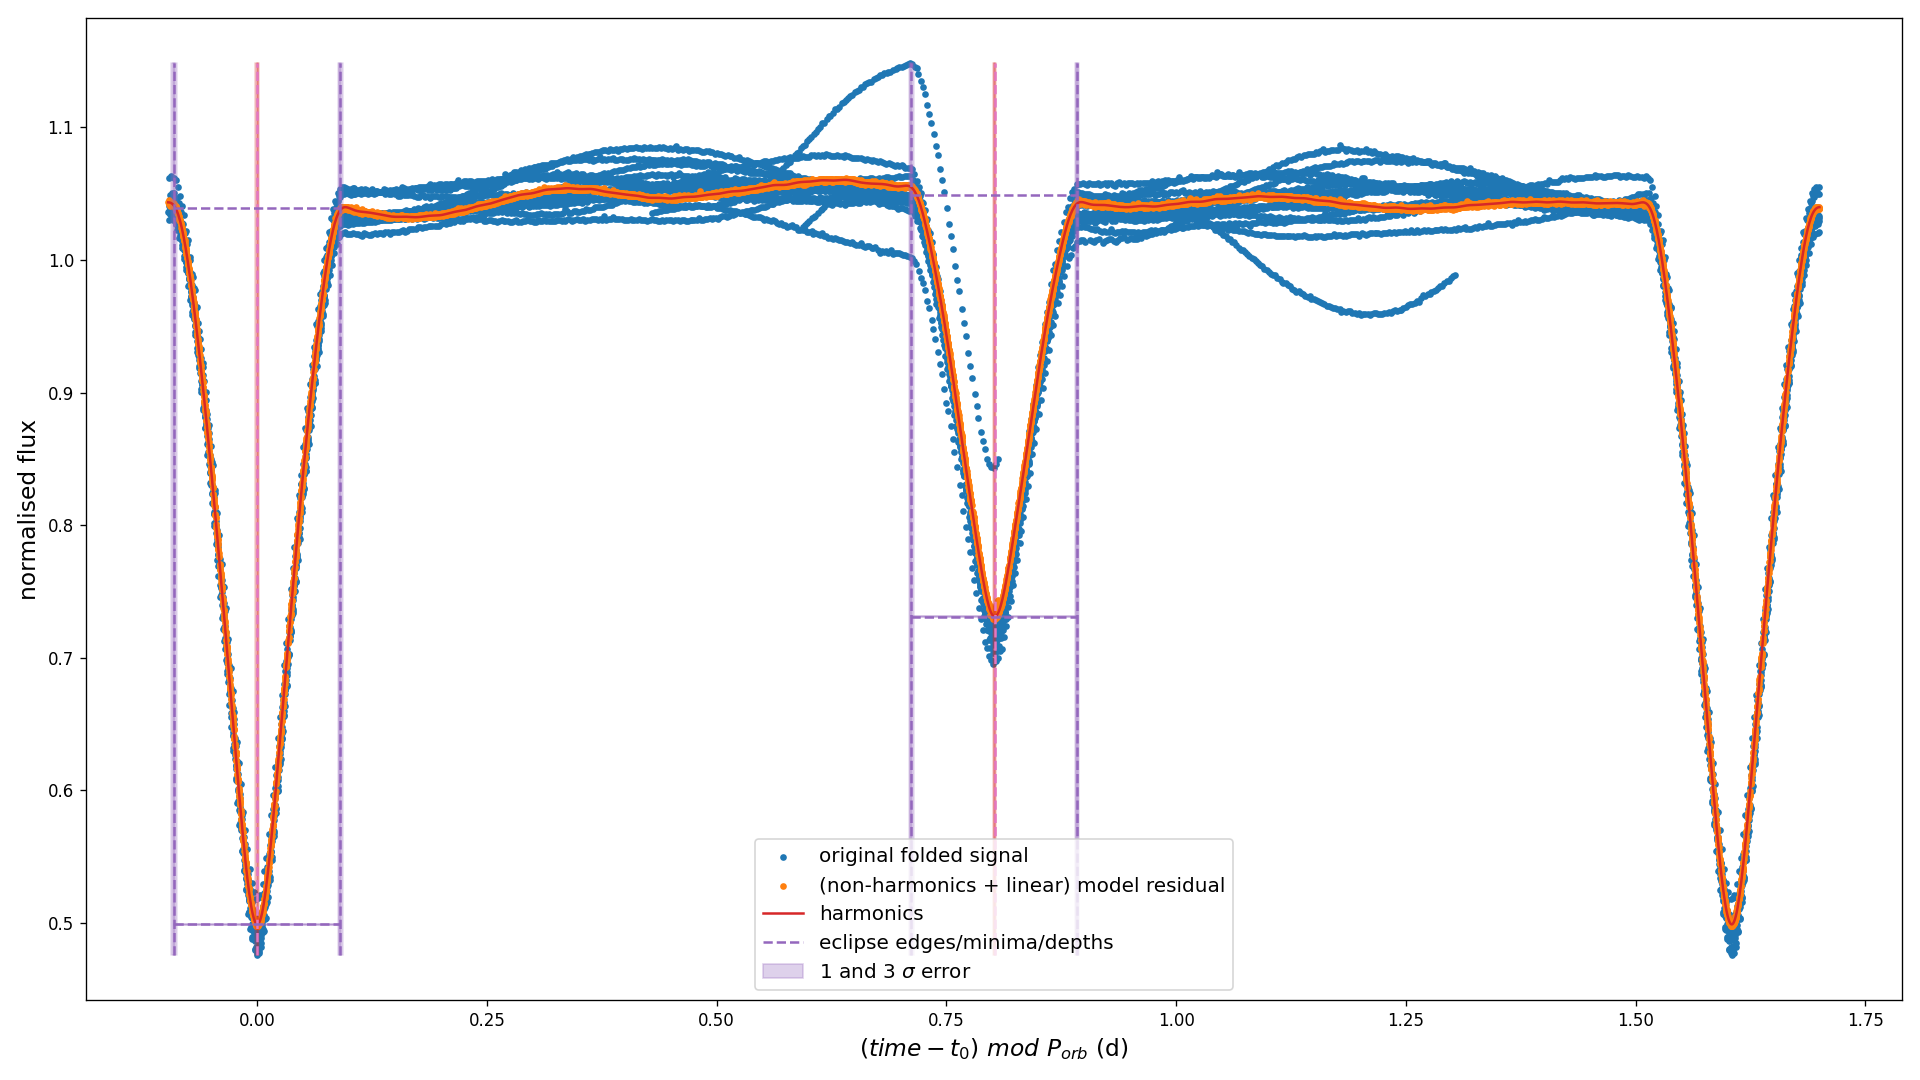 normalised flux
1.1
1.0
0.9
0.8
0.7
0.6
0.5
original folded signal
(non-harmonics + linear) model residual
harmonics
eclipse edges/minima/depths
1 and 3 σ error
0.00 0.25 0.50 0.75 1.00 1.25 1.50 1.75
(time − t₀) mod P_orb (d)